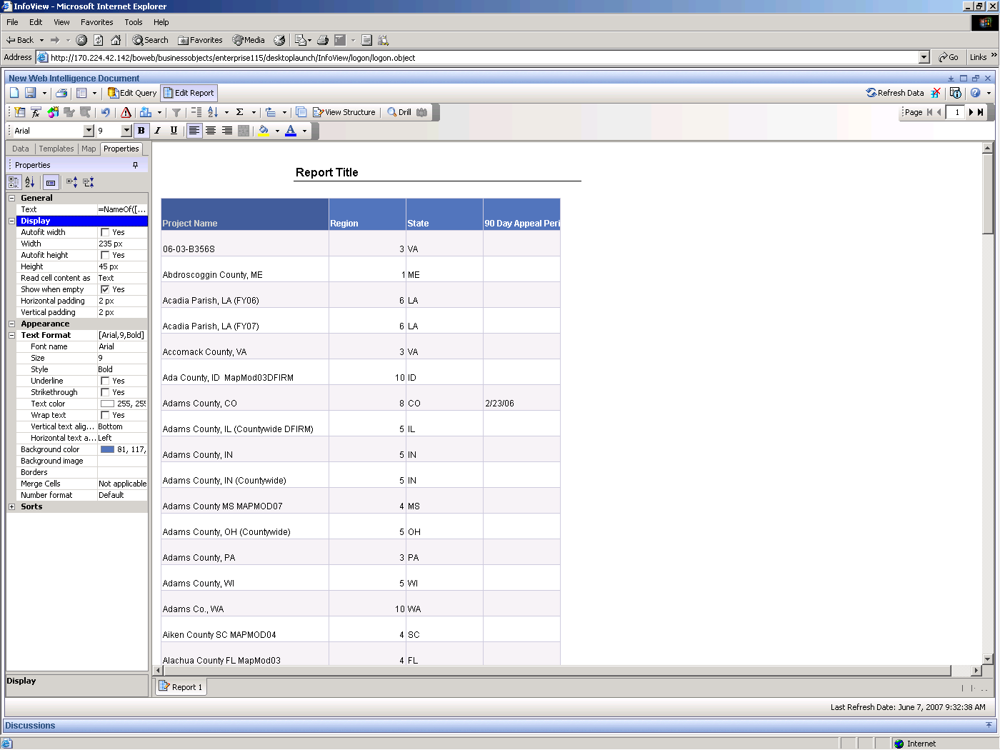 InfoView - Microsoft Internet Explorer
File Edit View Favorites Tools Help
Back Search Favorites Media
Address http://170.224.42.142/boweb/businessobjects/enterprise115/desktoplaunch/InfoView/logon/logon.object Go Links »
New Web Intelligence Document
Edit Query Edit Report Refresh Data
View Structure Drill Page 1
Arial 9 B I U A
Data Templates Map Properties
Properties
General
Text =NameOf([...
Display
Autofit width Yes
Width 235 px
Autofit height Yes
Height 45 px
Read cell content as Text
Show when empty Yes
Horizontal padding 2 px
Vertical padding 2 px
Appearance
Text Format [Arial,9,Bold]
Font name Arial
Size 9
Style Bold
Underline Yes
Strikethrough Yes
Text color 255, 255
Wrap text Yes
Vertical text alig... Bottom
Horizontal text a... Left
Background color 81, 117,
Background image
Borders
Merge Cells Not applicable
Number format Default
Sorts
Display
Report Title
Project Name Region State 90 Day Appeal Peri
06-03-B356S 3 VA
Abdroscoggin County, ME 1 ME
Acadia Parish, LA (FY06) 6 LA
Acadia Parish, LA (FY07) 6 LA
Accomack County, VA 3 VA
Ada County, ID  MapMod03DFIRM 10 ID
Adams County, CO 8 CO 2/23/06
Adams County, IL (Countywide DFIRM) 5 IL
Adams County, IN 5 IN
Adams County, IN (Countywide) 5 IN
Adams County MS MAPMOD07 4 MS
Adams County, OH (Countywide) 5 OH
Adams County, PA 3 PA
Adams County, WI 5 WI
Adams Co., WA 10 WA
Aiken County SC MAPMOD04 4 SC
Alachua County FL MapMod03 4 FL
Report 1
Last Refresh Date: June 7, 2007 9:32:38 AM
Discussions
Internet